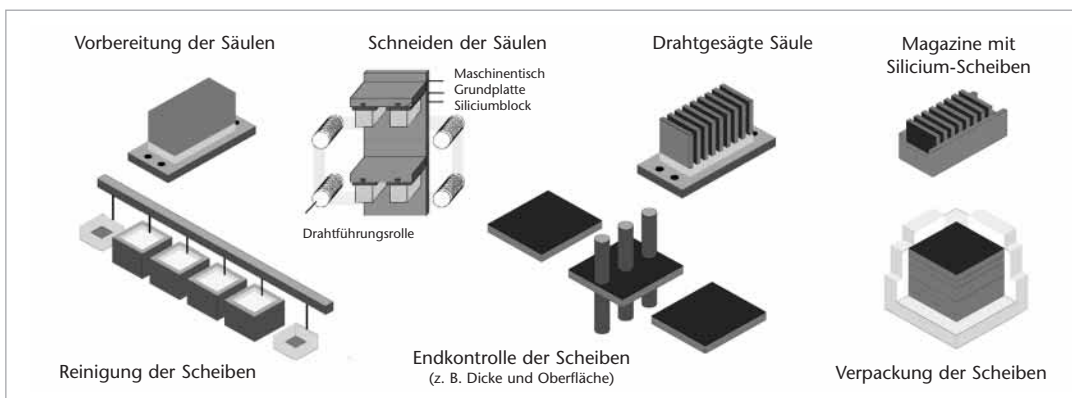 Vorbereitung der Säulen
Schneiden der Säulen
Maschinentisch
Grundplatte
Siliciumblock
Drahtführungsrolle
Drahtgesägte Säule
Magazine mit
Silicium-Scheiben
Reinigung der Scheiben
Endkontrolle der Scheiben
(z. B. Dicke und Oberfläche)
Verpackung der Scheiben